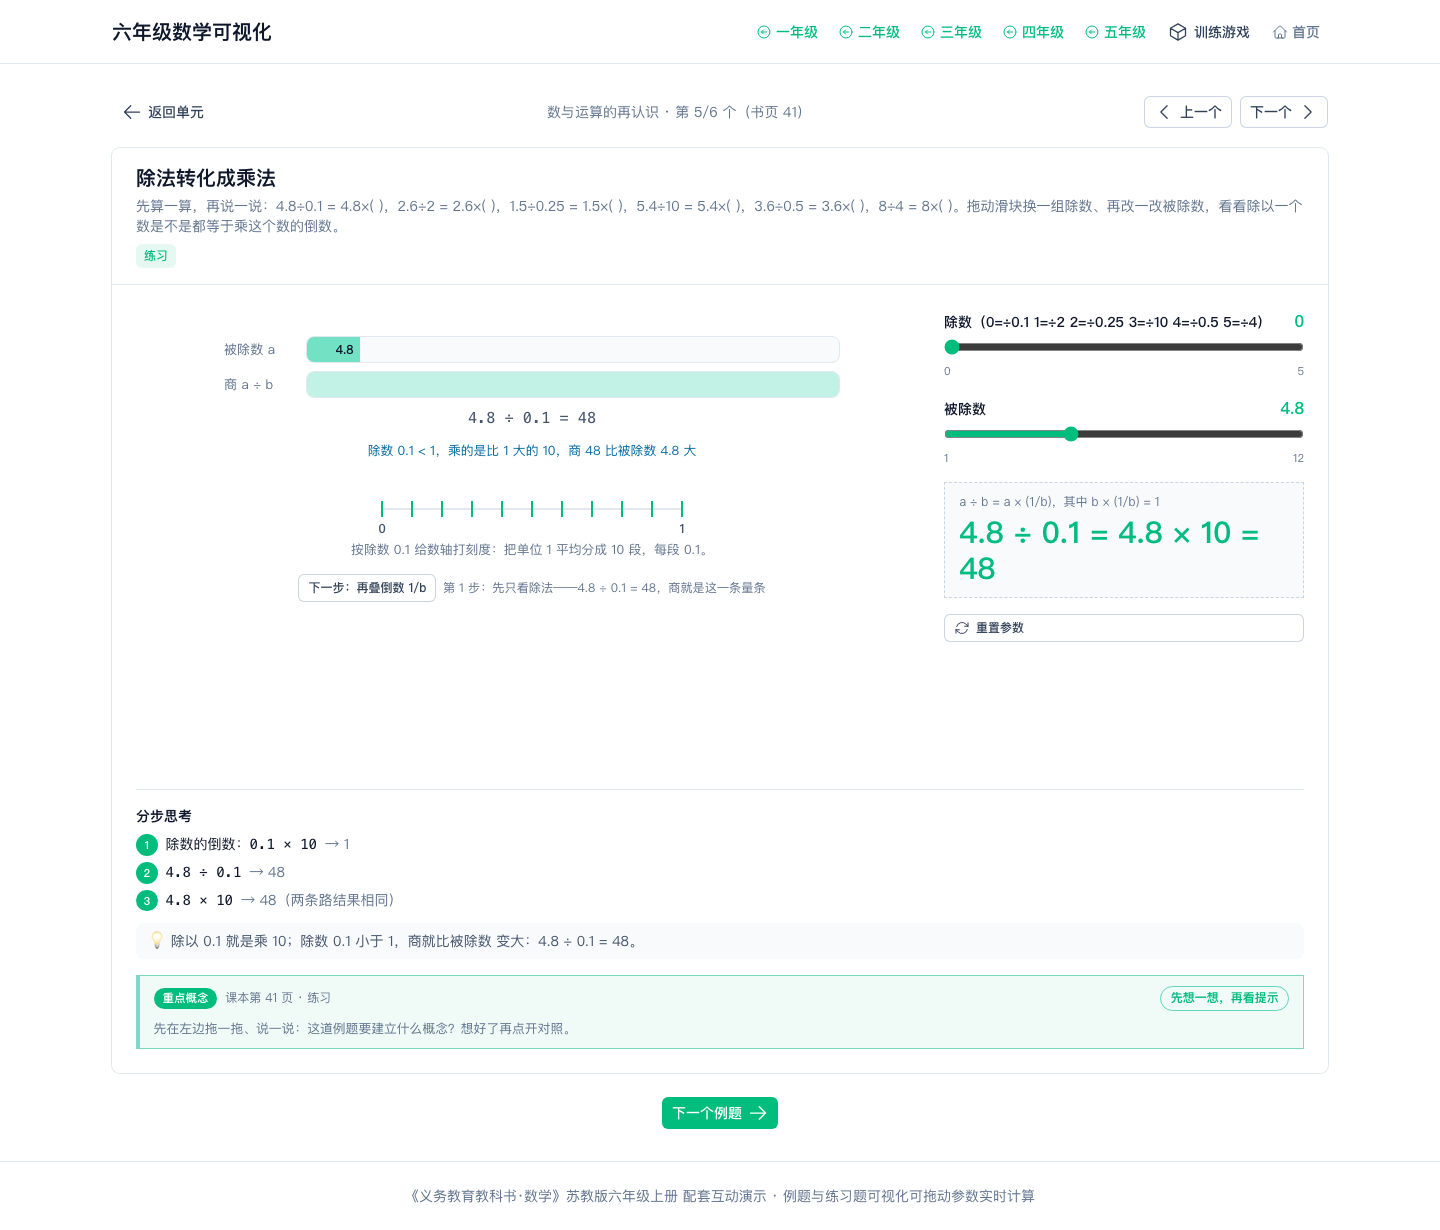 六年级数学可视化
一年级 二年级 三年级 四年级 五年级 训练游戏 首页
返回单元
数与运算的再认识 · 第 5/6 个（书页 41）
上一个 下一个
除法转化成乘法
先算一算，再说一说：4.8÷0.1 = 4.8×( )，2.6÷2 = 2.6×( )，1.5÷0.25 = 1.5×( )，5.4÷10 = 5.4×( )，3.6÷0.5 = 3.6×( )，8÷4 = 8×( )。拖动滑块换一组除数、再改一改被除数，看看除以一个
数是不是都等于乘这个数的倒数。
练习
被除数 a 4.8
商 a ÷ b
4.8 ÷ 0.1 = 48
除数 0.1 < 1，乘的是比 1 大的 10，商 48 比被除数 4.8 大
0 1
按除数 0.1 给数轴打刻度：把单位 1 平均分成 10 段，每段 0.1。
下一步：再叠倒数 1/b 第 1 步：先只看除法——4.8 ÷ 0.1 = 48，商就是这一条量条
除数（0=÷0.1 1=÷2 2=÷0.25 3=÷10 4=÷0.5 5=÷4） 0
0 5
被除数 4.8
1 12
a ÷ b = a × (1/b)，其中 b × (1/b) = 1
4.8 ÷ 0.1 = 4.8 × 10 =
48
重置参数
分步思考
1 除数的倒数：0.1 × 10 → 1
2 4.8 ÷ 0.1 → 48
3 4.8 × 10 → 48（两条路结果相同）
💡 除以 0.1 就是乘 10；除数 0.1 小于 1，商就比被除数 变大：4.8 ÷ 0.1 = 48。
重点概念 课本第 41 页 · 练习
先想一想，再看提示
先在左边拖一拖、说一说：这道例题要建立什么概念？想好了再点开对照。
下一个例题 →
《义务教育教科书·数学》苏教版六年级上册 配套互动演示 · 例题与练习题可视化可拖动参数实时计算